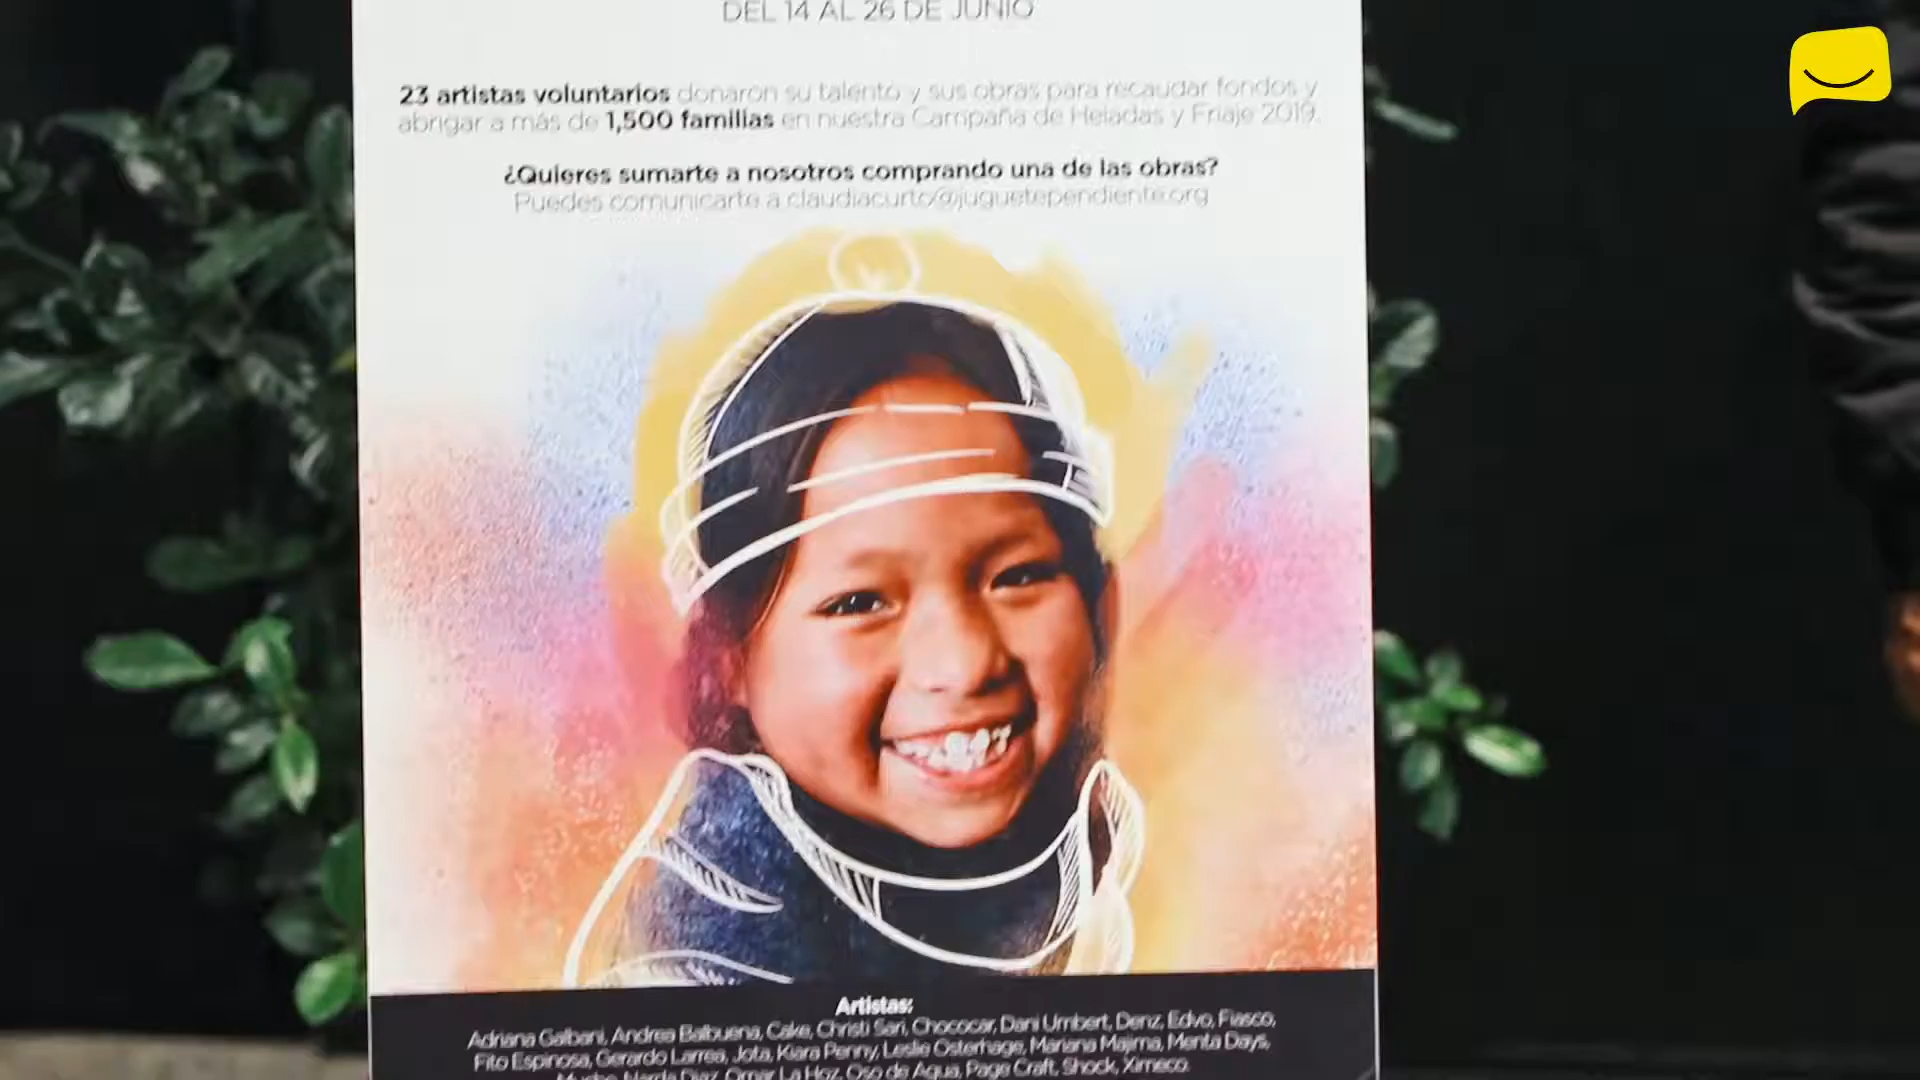 DEL 14 AL 26 DE JUNIO
23 artistas voluntarios donaron su talento y sus obras para recaudar fondos y
abrigar a más de 1,500 familias en nuestra Campaña de Heladas y Friaje 2019.
¿Quieres sumarte a nosotros comprando una de las obras?
Puedes comunicarte a claudiacurto@juguetependiente.org
Artistas:
Adriana Galbani, Andrea Balbuena, Cake, Christi Sari, Chococar, Dani Umbert, Denz, Edvo, Fiasco,
Fito Espinosa, Gerardo Larrea, Jota, Kiara Penny, Leslie Osterhage, Mariana Majima, Menta Days,
Narda Diaz, Omar La Hoz, Oso de Agua, Page Craft, Shock, Ximeco.